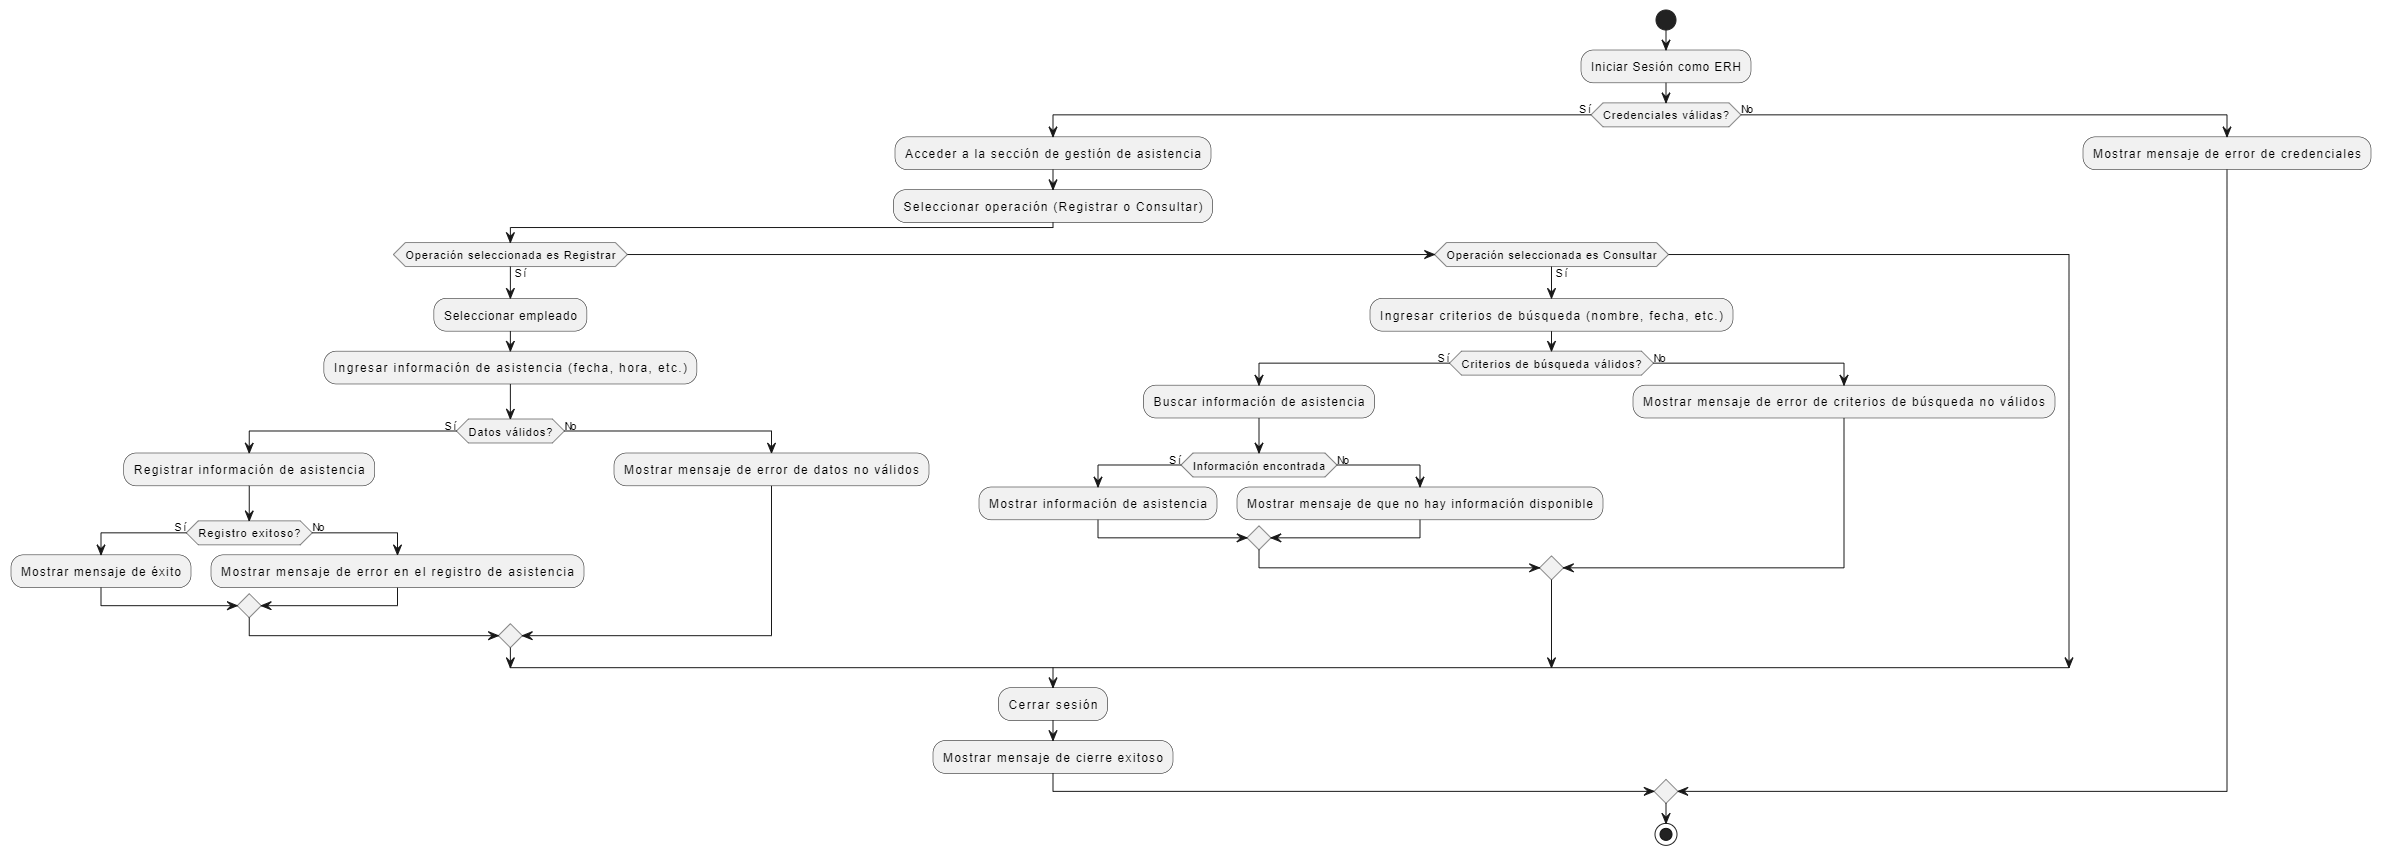 Iniciar Sesión como ERH
Sí
Credenciales válidas?
No
Acceder a la sección de gestión de asistencia
Mostrar mensaje de error de credenciales
Seleccionar operación (Registrar o Consultar)
Operación seleccionada es Registrar
Sí
Operación seleccionada es Consultar
Sí
Seleccionar empleado
Ingresar criterios de búsqueda (nombre, fecha, etc.)
Ingresar información de asistencia (fecha, hora, etc.)
Sí
Criterios de búsqueda válidos?
No
Buscar información de asistencia
Mostrar mensaje de error de criterios de búsqueda no válidos
Sí
Datos válidos?
No
Registrar información de asistencia
Mostrar mensaje de error de datos no válidos
Sí
Información encontrada
No
Mostrar información de asistencia
Mostrar mensaje de que no hay información disponible
Sí
Registro exitoso?
No
Mostrar mensaje de éxito
Mostrar mensaje de error en el registro de asistencia
Cerrar sesión
Mostrar mensaje de cierre exitoso